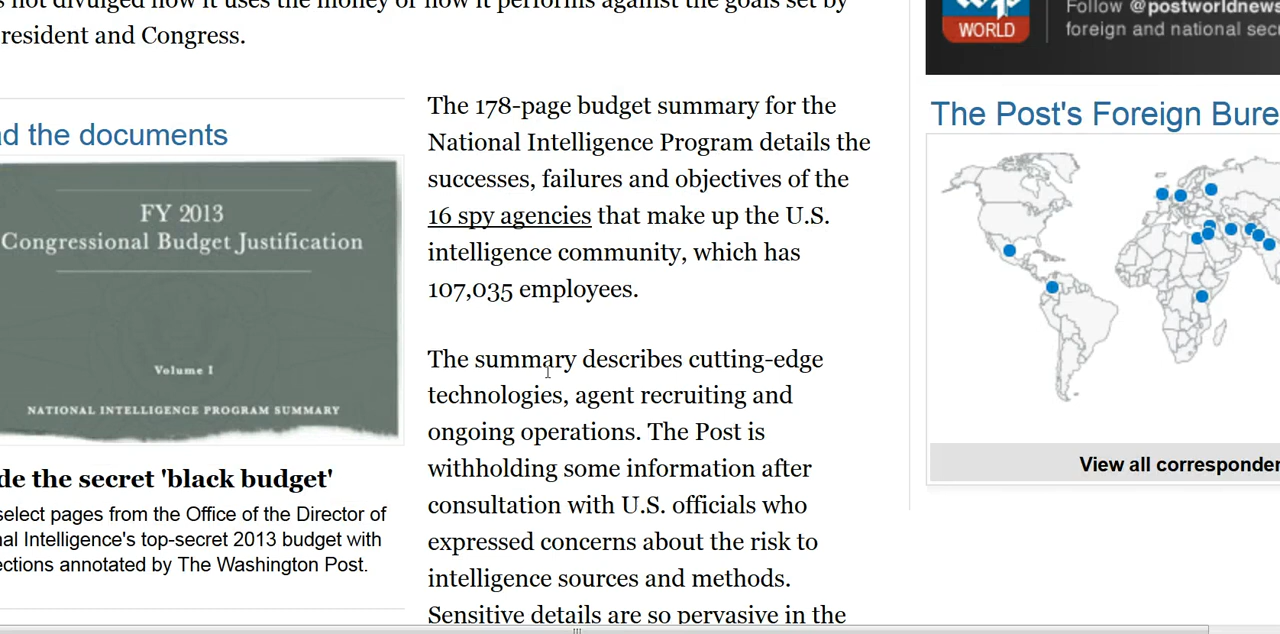 s not divulged how it uses the money or how it performs against the goals set by
resident and Congress.
d the documents
FY 2013
Congressional Budget Justification
Volume I
NATIONAL INTELLIGENCE PROGRAM SUMMARY
de the secret 'black budget'
select pages from the Office of the Director of
al Intelligence's top-secret 2013 budget with
ections annotated by The Washington Post.
The 178-page budget summary for the
National Intelligence Program details the
successes, failures and objectives of the
16 spy agencies that make up the U.S.
intelligence community, which has
107,035 employees.
The summary describes cutting-edge
technologies, agent recruiting and
ongoing operations. The Post is
withholding some information after
consultation with U.S. officials who
expressed concerns about the risk to
intelligence sources and methods.
Sensitive details are so pervasive in the
wp
WORLD
Follow @postworldnews
foreign and national secu
The Post's Foreign Bure
View all corresponden